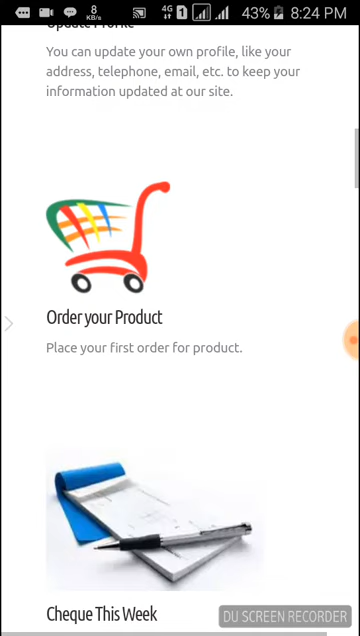 8
KB/s
4G
1
43%
8:24 PM
Update Profile
You can update your own profile, like your
address, telephone, email, etc. to keep your
information updated at our site.
Order your Product
Place your first order for product.
Cheque This Week
DU SCREEN RECORDER